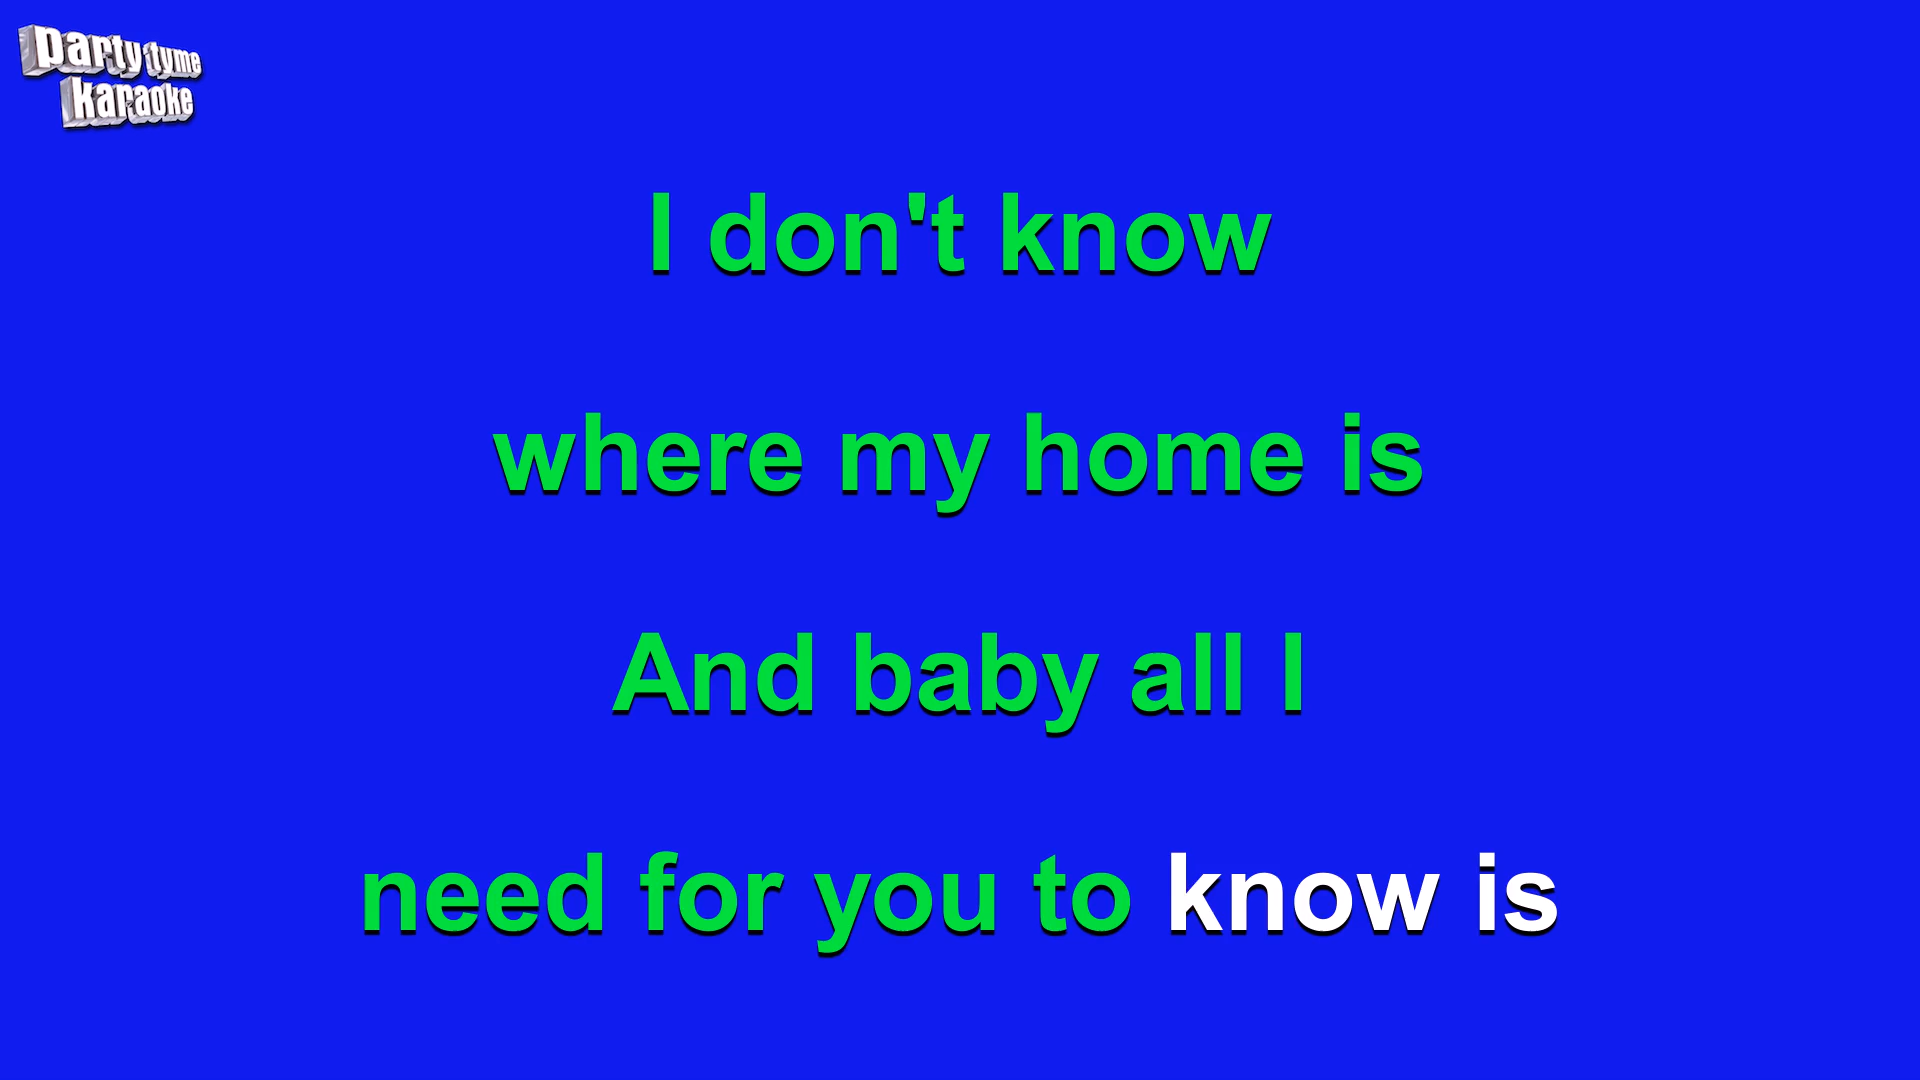 party tyme
karaoke
I don't know
where my home is
And baby all I
need for you to know is